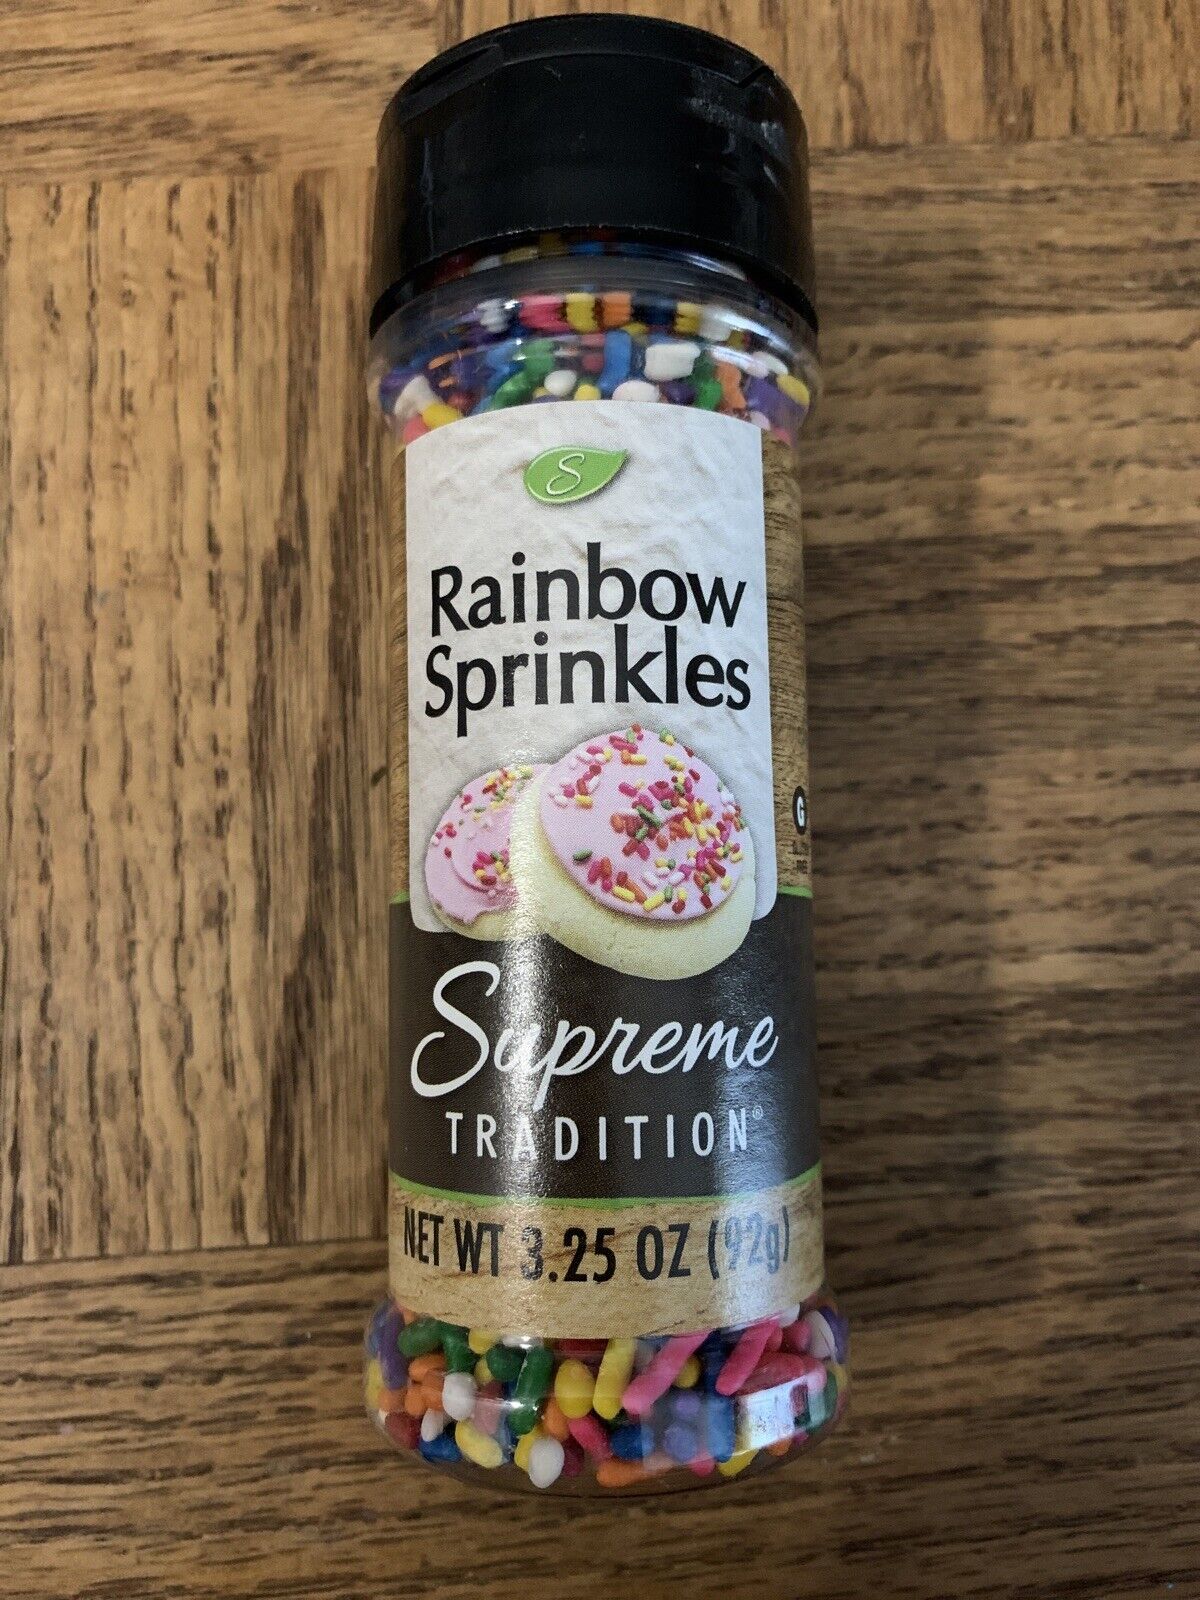 S
Rainbow
Sprinkles
Supreme
TRADITION®
NET WT 3.25 OZ (92g)
G